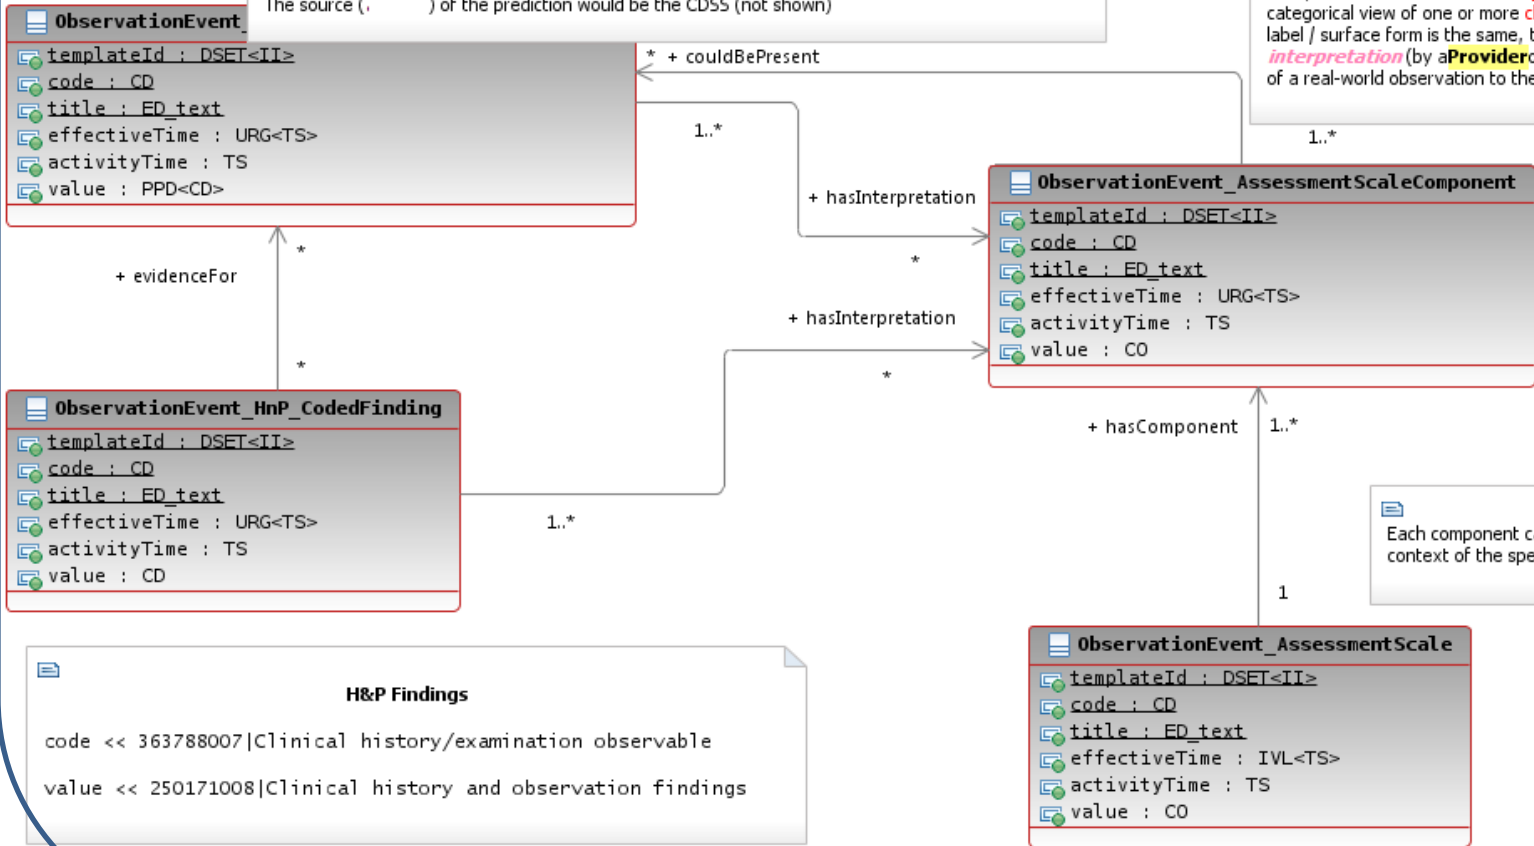 The source (. ) of the prediction would be the CDSS (not shown)
categorical view of one or more
label / surface form is the same,
interpretation (by aProvider
of a real-world observation to the
ObservationEvent_
templateId : DSET<II>
code : CD
title : ED_text
effectiveTime : URG<TS>
activityTime : TS
value : PPD<CD>
* + couldBePresent
1..*
1..*
+ hasInterpretation
*
ObservationEvent_AssessmentScaleComponent
templateId : DSET<II>
code : CD
title : ED_text
effectiveTime : URG<TS>
activityTime : TS
value : CO
*
+ evidenceFor
*
+ hasInterpretation
*
ObservationEvent_HnP_CodedFinding
templateId : DSET<II>
code : CD
title : ED_text
effectiveTime : URG<TS>
activityTime : TS
value : CD
1..*
+ hasComponent 1..*
1
Each component
context of the
ObservationEvent_AssessmentScale
templateId : DSET<II>
code : CD
title : ED_text
effectiveTime : IVL<TS>
activityTime : TS
value : CO
H&P Findings
code << 363788007|Clinical history/examination observable
value << 250171008|Clinical history and observation findings